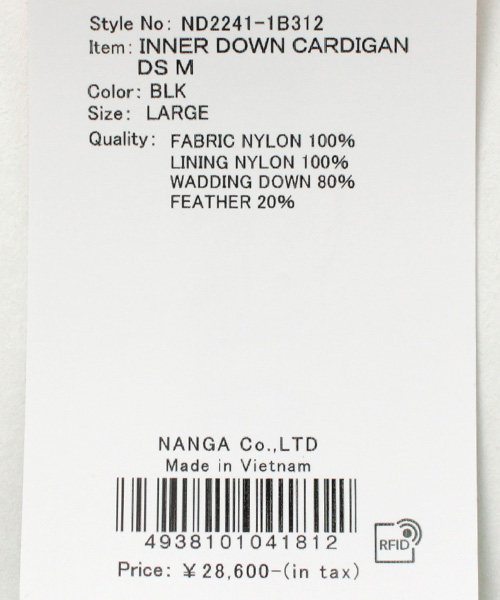 Style No: ND2241-1B312
Item: INNER DOWN CARDIGAN
DS M
Color: BLK
Size: LARGE
Quality: FABRIC NYLON 100%
LINING NYLON 100%
WADDING DOWN 80%
FEATHER 20%
NANGA Co.,LTD
Made in Vietnam
4938101041812
RFID
Price: ¥28,600-(in tax)